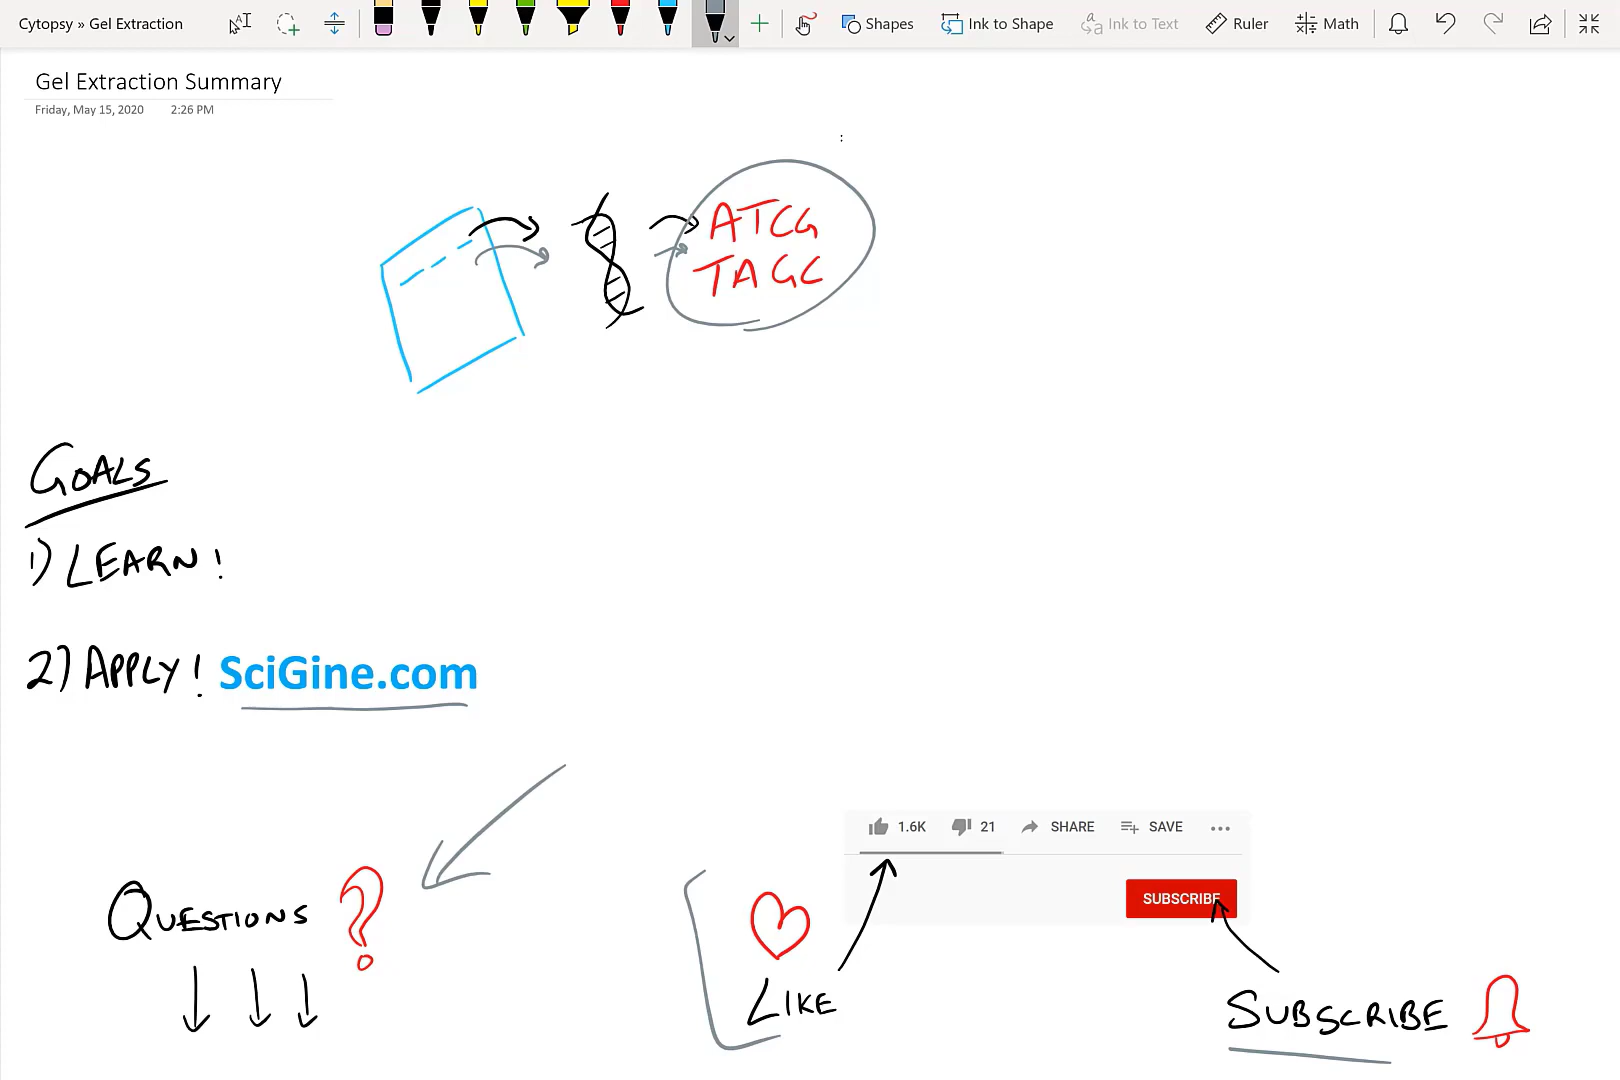 Cytopsy » Gel Extraction
Shapes
Ink to Shape
Ink to Text
Ruler
Math
Gel Extraction Summary
Friday, May 15, 2020 2:26 PM
ATCG
TAGC
GOALS
1) LEARN!
2) APPLY! SciGine.com
1.6K 21 SHARE SAVE
SUBSCRIBE
QUESTIONS ?
LIKE
SUBSCRIBE